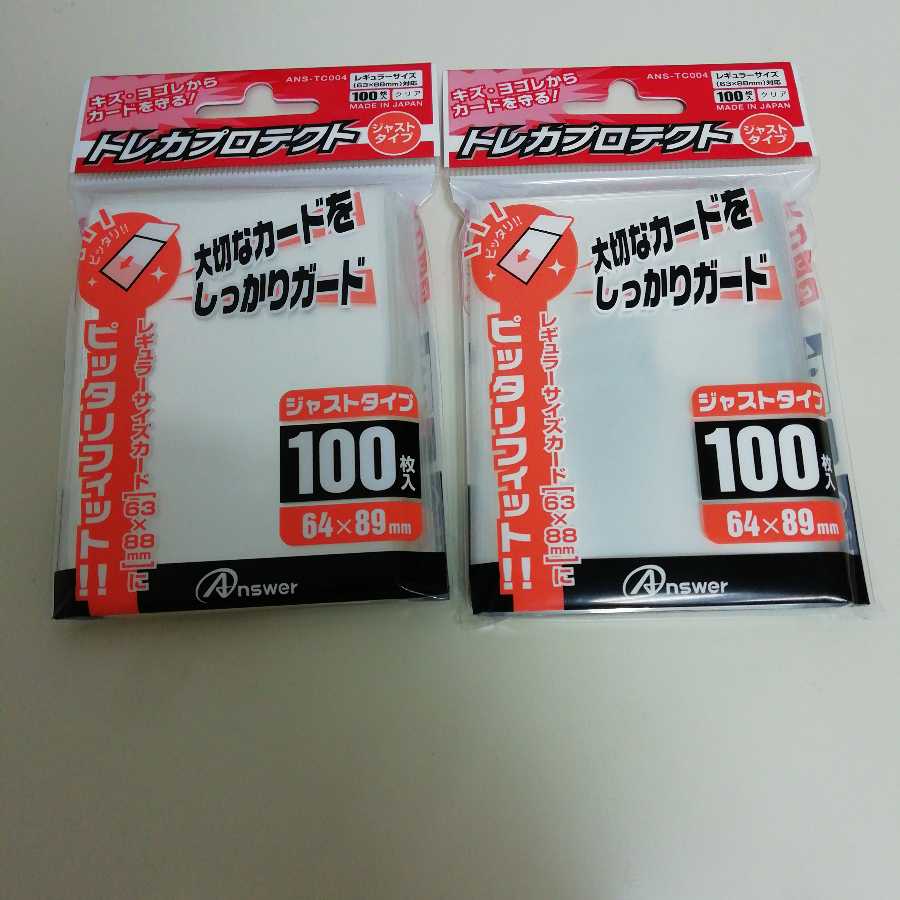 キズ・ヨゴレから
カードを守る!
ANS-TC004
レギュラーサイズ
(63×88mm)対応
100枚入 クリア
MADE IN JAPAN
トレカプロテクト
ジャスト
タイプ
ピッタリ!!
大切なカードを
しっかりガード
レギュラーサイズカード[63×88mm]に
ピッタリフィット!!
ジャストタイプ
100枚入
64×89mm
Answer
キズ・ヨゴレから
カードを守る!
ANS-TC004
レギュラーサイズ
(63×88mm)対応
100枚入 クリア
MADE IN JAPAN
トレカプロテクト
ジャスト
タイプ
ピッタリ!!
大切なカードを
しっかりガード
レギュラーサイズカード[63×88mm]に
ピッタリフィット!!
ジャストタイプ
100枚入
64×89mm
Answer